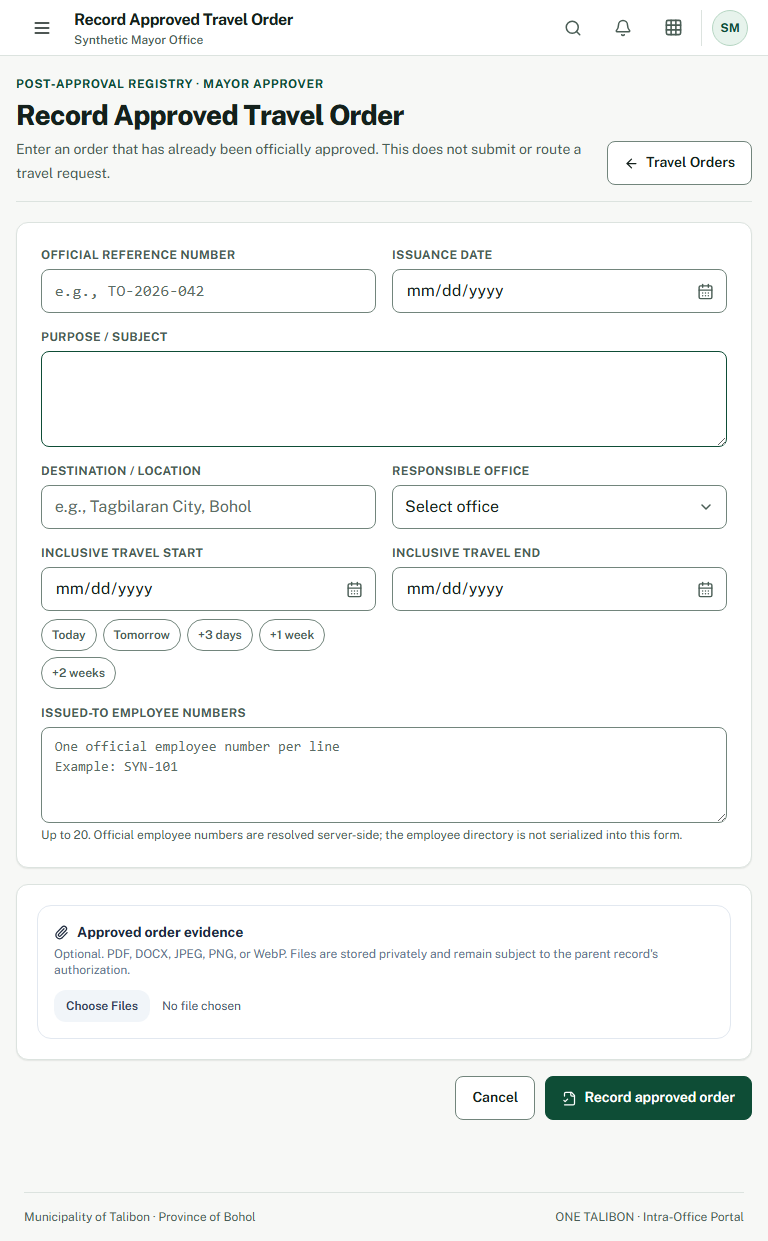 Record Approved Travel Order
Synthetic Mayor Office
SM
POST-APPROVAL REGISTRY · MAYOR APPROVER
Record Approved Travel Order
Enter an order that has already been officially approved. This does not submit or route a
travel request.
Travel Orders
OFFICIAL REFERENCE NUMBER
ISSUANCE DATE
e.g., TO-2026-042
mm/dd/yyyy
PURPOSE / SUBJECT
DESTINATION / LOCATION
RESPONSIBLE OFFICE
e.g., Tagbilaran City, Bohol
Select office
INCLUSIVE TRAVEL START
INCLUSIVE TRAVEL END
mm/dd/yyyy
mm/dd/yyyy
Today
Tomorrow
+3 days
+1 week
+2 weeks
ISSUED-TO EMPLOYEE NUMBERS
One official employee number per line
Example: SYN-101
Up to 20. Official employee numbers are resolved server-side; the employee directory is not serialized into this form.
Approved order evidence
Optional. PDF, DOCX, JPEG, PNG, or WebP. Files are stored privately and remain subject to the parent record's
authorization.
Choose Files
No file chosen
Cancel
Record approved order
Municipality of Talibon · Province of Bohol
ONE TALIBON · Intra-Office Portal